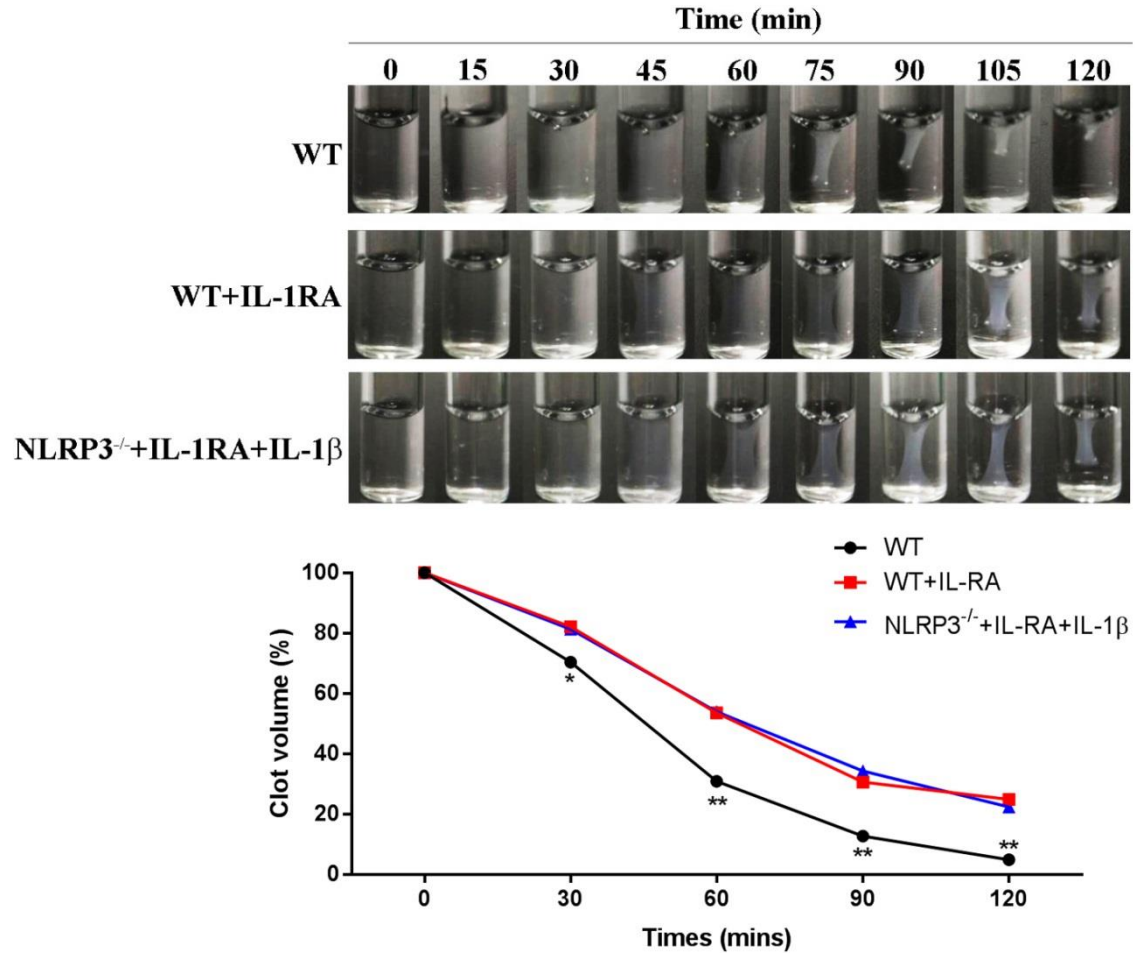 Time (min)
0 15 30 45 60 75 90 105 120
WT
WT+IL-1RA
NLRP3-/-+IL-1RA+IL-1β
WT
WT+IL-RA
NLRP3-/-+IL-RA+IL-1β
100
80
60
40
20
0
Clot volume (%)
*
**
**
**
0 30 60 90 120
Times (mins)